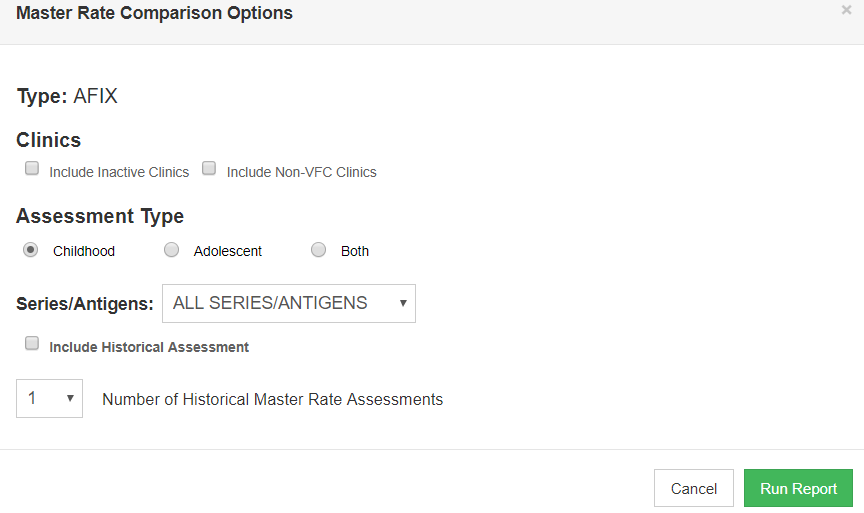 Master Rate Comparison Options ×
Type: AFIX
Clinics
Include Inactive Clinics Include Non-VFC Clinics
Assessment Type
Childhood Adolescent Both
Series/Antigens: ALL SERIES/ANTIGENS
Include Historical Assessment
1 Number of Historical Master Rate Assessments
Cancel Run Report